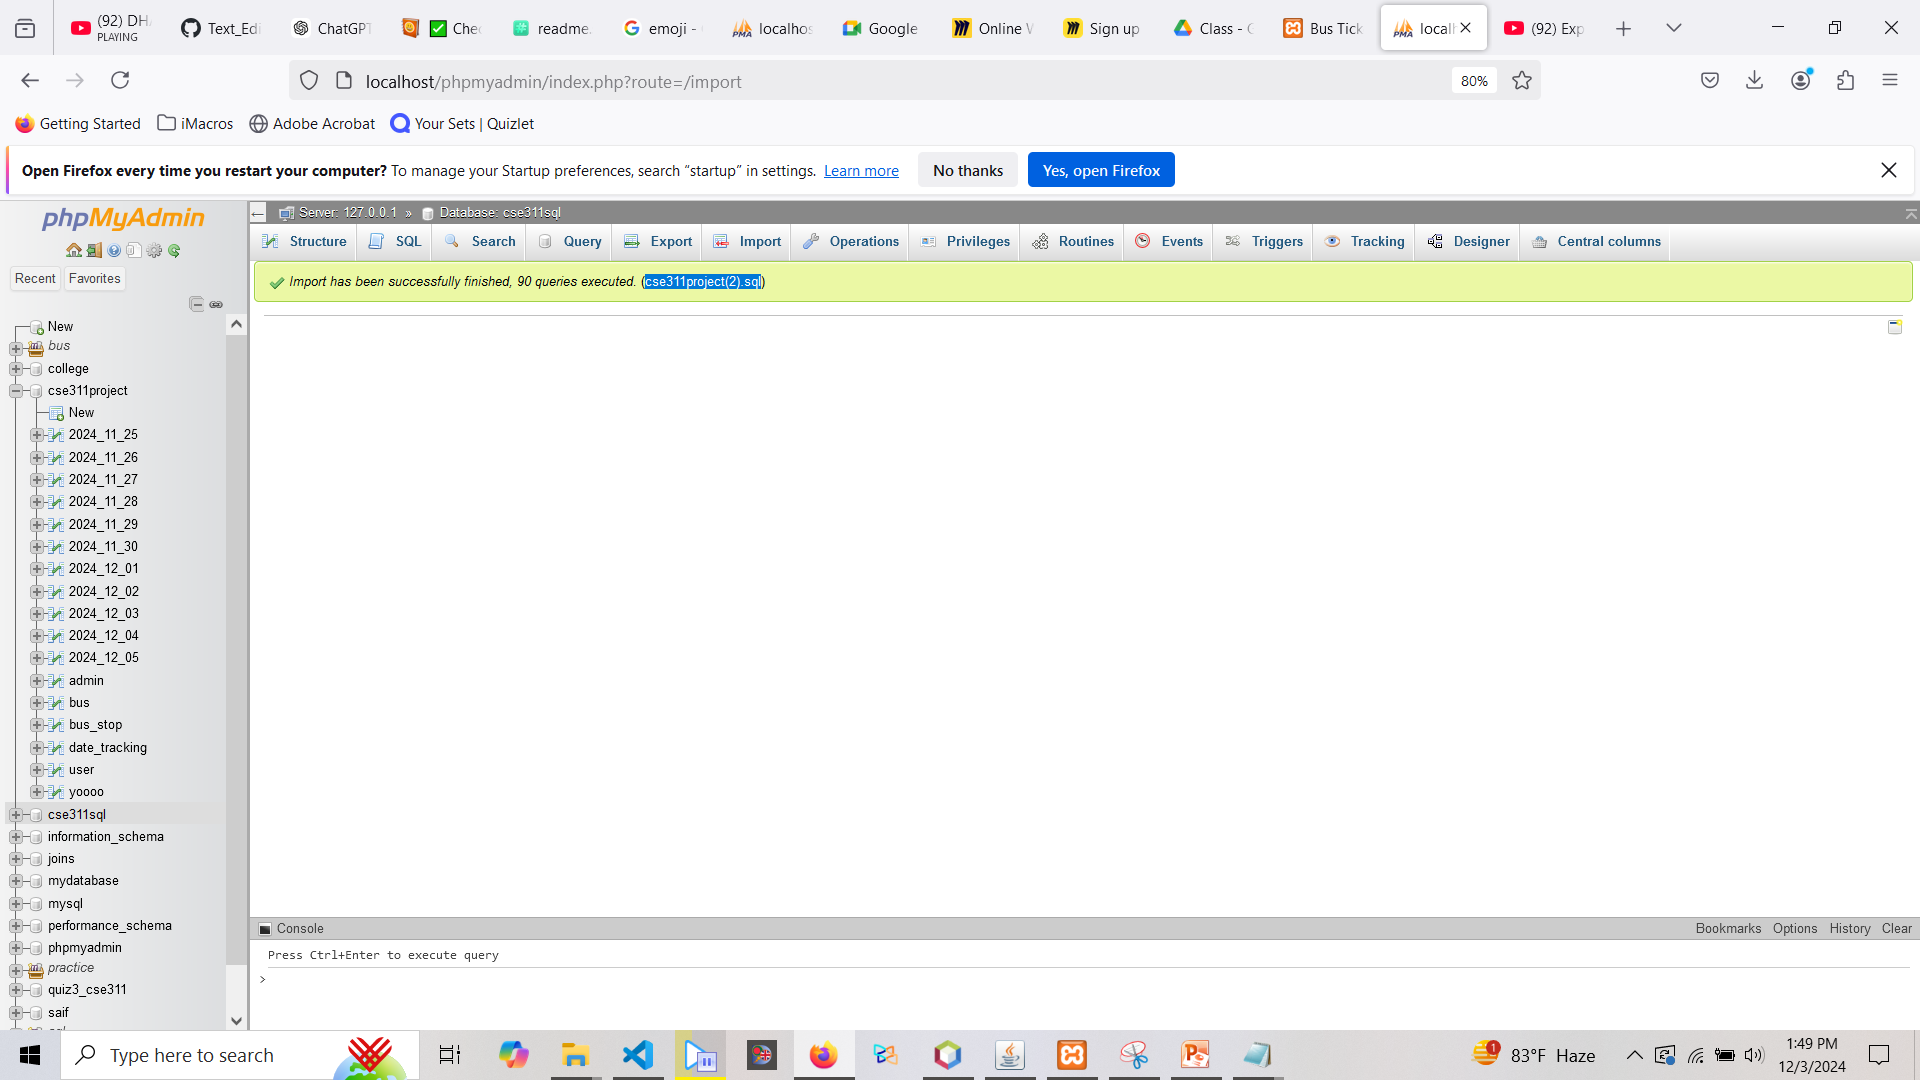 (92) DH
PLAYING
Text_Edi
ChatGPT
Chec
readme.
emoji -
localhos
Google
Online W
Sign up
Class - C
Bus Tick
localh
(92) Exp
localhost/phpmyadmin/index.php?route=/import
80%
Getting Started
iMacros
Adobe Acrobat
Your Sets | Quizlet
Open Firefox every time you restart your computer? To manage your Startup preferences, search “startup” in settings. Learn more
No thanks
Yes, open Firefox
phpMyAdmin
Recent
Favorites
New
bus
college
cse311project
New
2024_11_25
2024_11_26
2024_11_27
2024_11_28
2024_11_29
2024_11_30
2024_12_01
2024_12_02
2024_12_03
2024_12_04
2024_12_05
admin
bus
bus_stop
date_tracking
user
yoooo
cse311sql
information_schema
joins
mydatabase
mysql
performance_schema
phpmyadmin
practice
quiz3_cse311
saif
Server: 127.0.0.1 » Database: cse311sql
Structure
SQL
Search
Query
Export
Import
Operations
Privileges
Routines
Events
Triggers
Tracking
Designer
Central columns
Import has been successfully finished, 90 queries executed. (cse311project(2).sql)
Console
Bookmarks
Options
History
Clear
Press Ctrl+Enter to execute query
>
Type here to search
1
83°F Haze
1:49 PM
12/3/2024